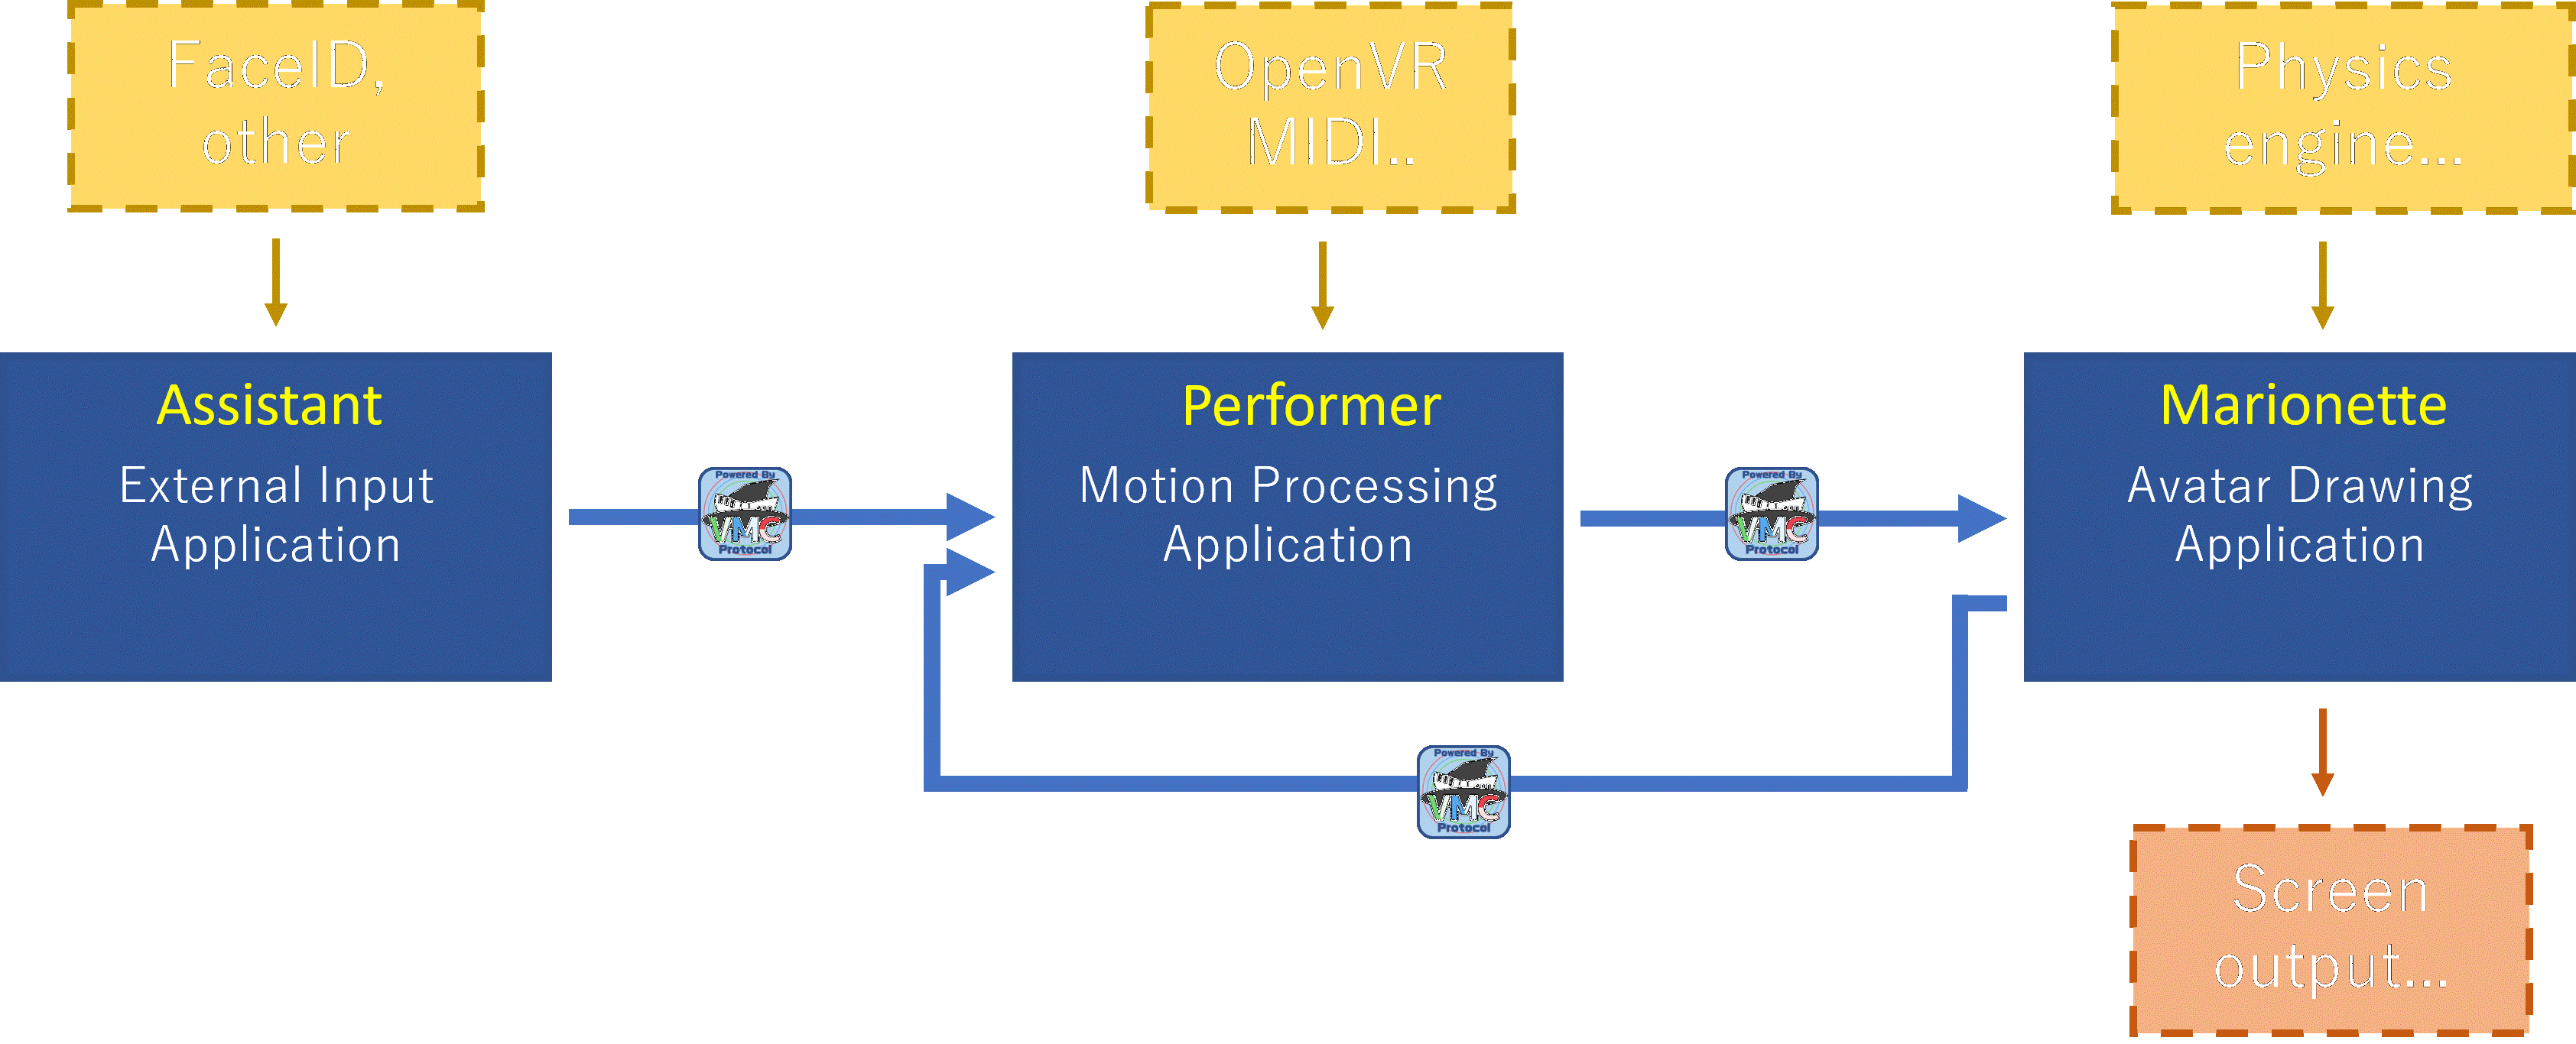 FaceID,
other
OpenVR
MIDI..
Physics
engine...
Assistant
External Input
Application
Powered By
VMC
Protocol
Performer
Motion Processing
Application
Powered By
VMC
Protocol
Marionette
Avatar Drawing
Application
Powered By
VMC
Protocol
Screen
output...